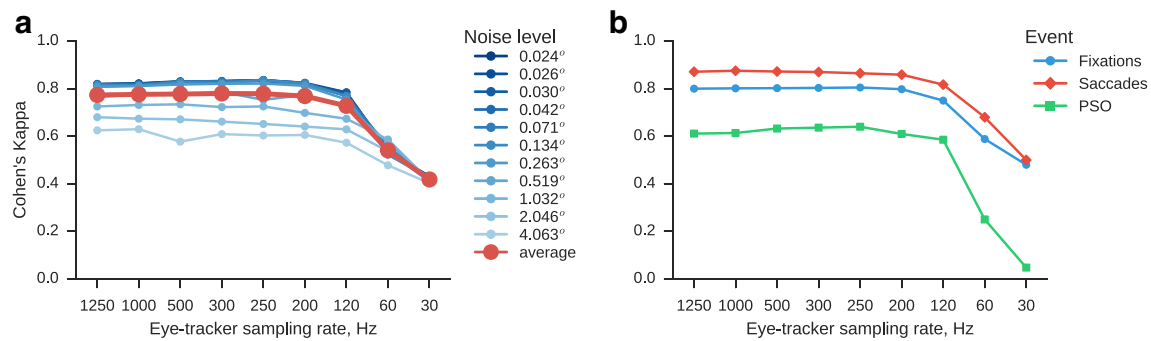 a
Noise level
0.024°
0.026°
0.030°
0.042
0.071°
0.134°
0.263°
0.519°
1.032°
2.046°
4.063°
average
1.0
0.8
0.6
0.4
0.2
0.0
Cohen's Kappa
1250 1000 500 300 250 200 120 60 30
Eye-tracker sampling rate, Hz
b
Event
Fixations
Saccades
PSO
1.0
0.8
0.6
0.4
0.2
0.0
1250 1000 500 300 250 200 120 60 30
Eye-tracker sampling rate, Hz